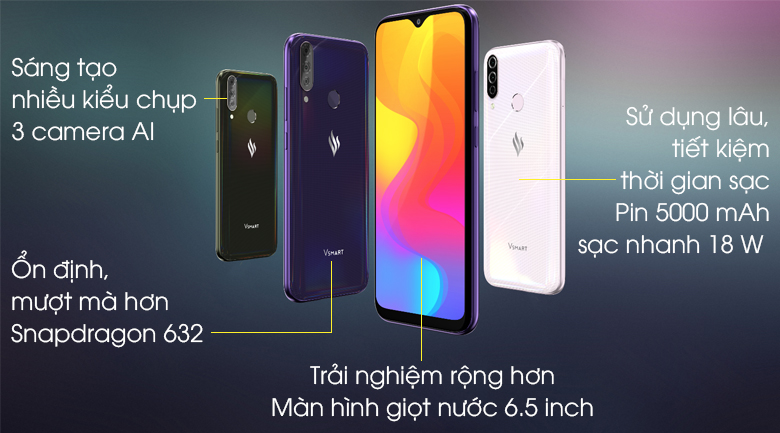 Sáng tạo
nhiều kiểu chụp
3 camera AI
Ổn định,
mượt mà hơn
Snapdragon 632
VSMART
VSMART
VSMART
Sử dụng lâu,
tiết kiệm
thời gian sạc
Pin 5000 mAh
sạc nhanh 18 W
Trải nghiệm rộng hơn
Màn hình giọt nước 6.5 inch